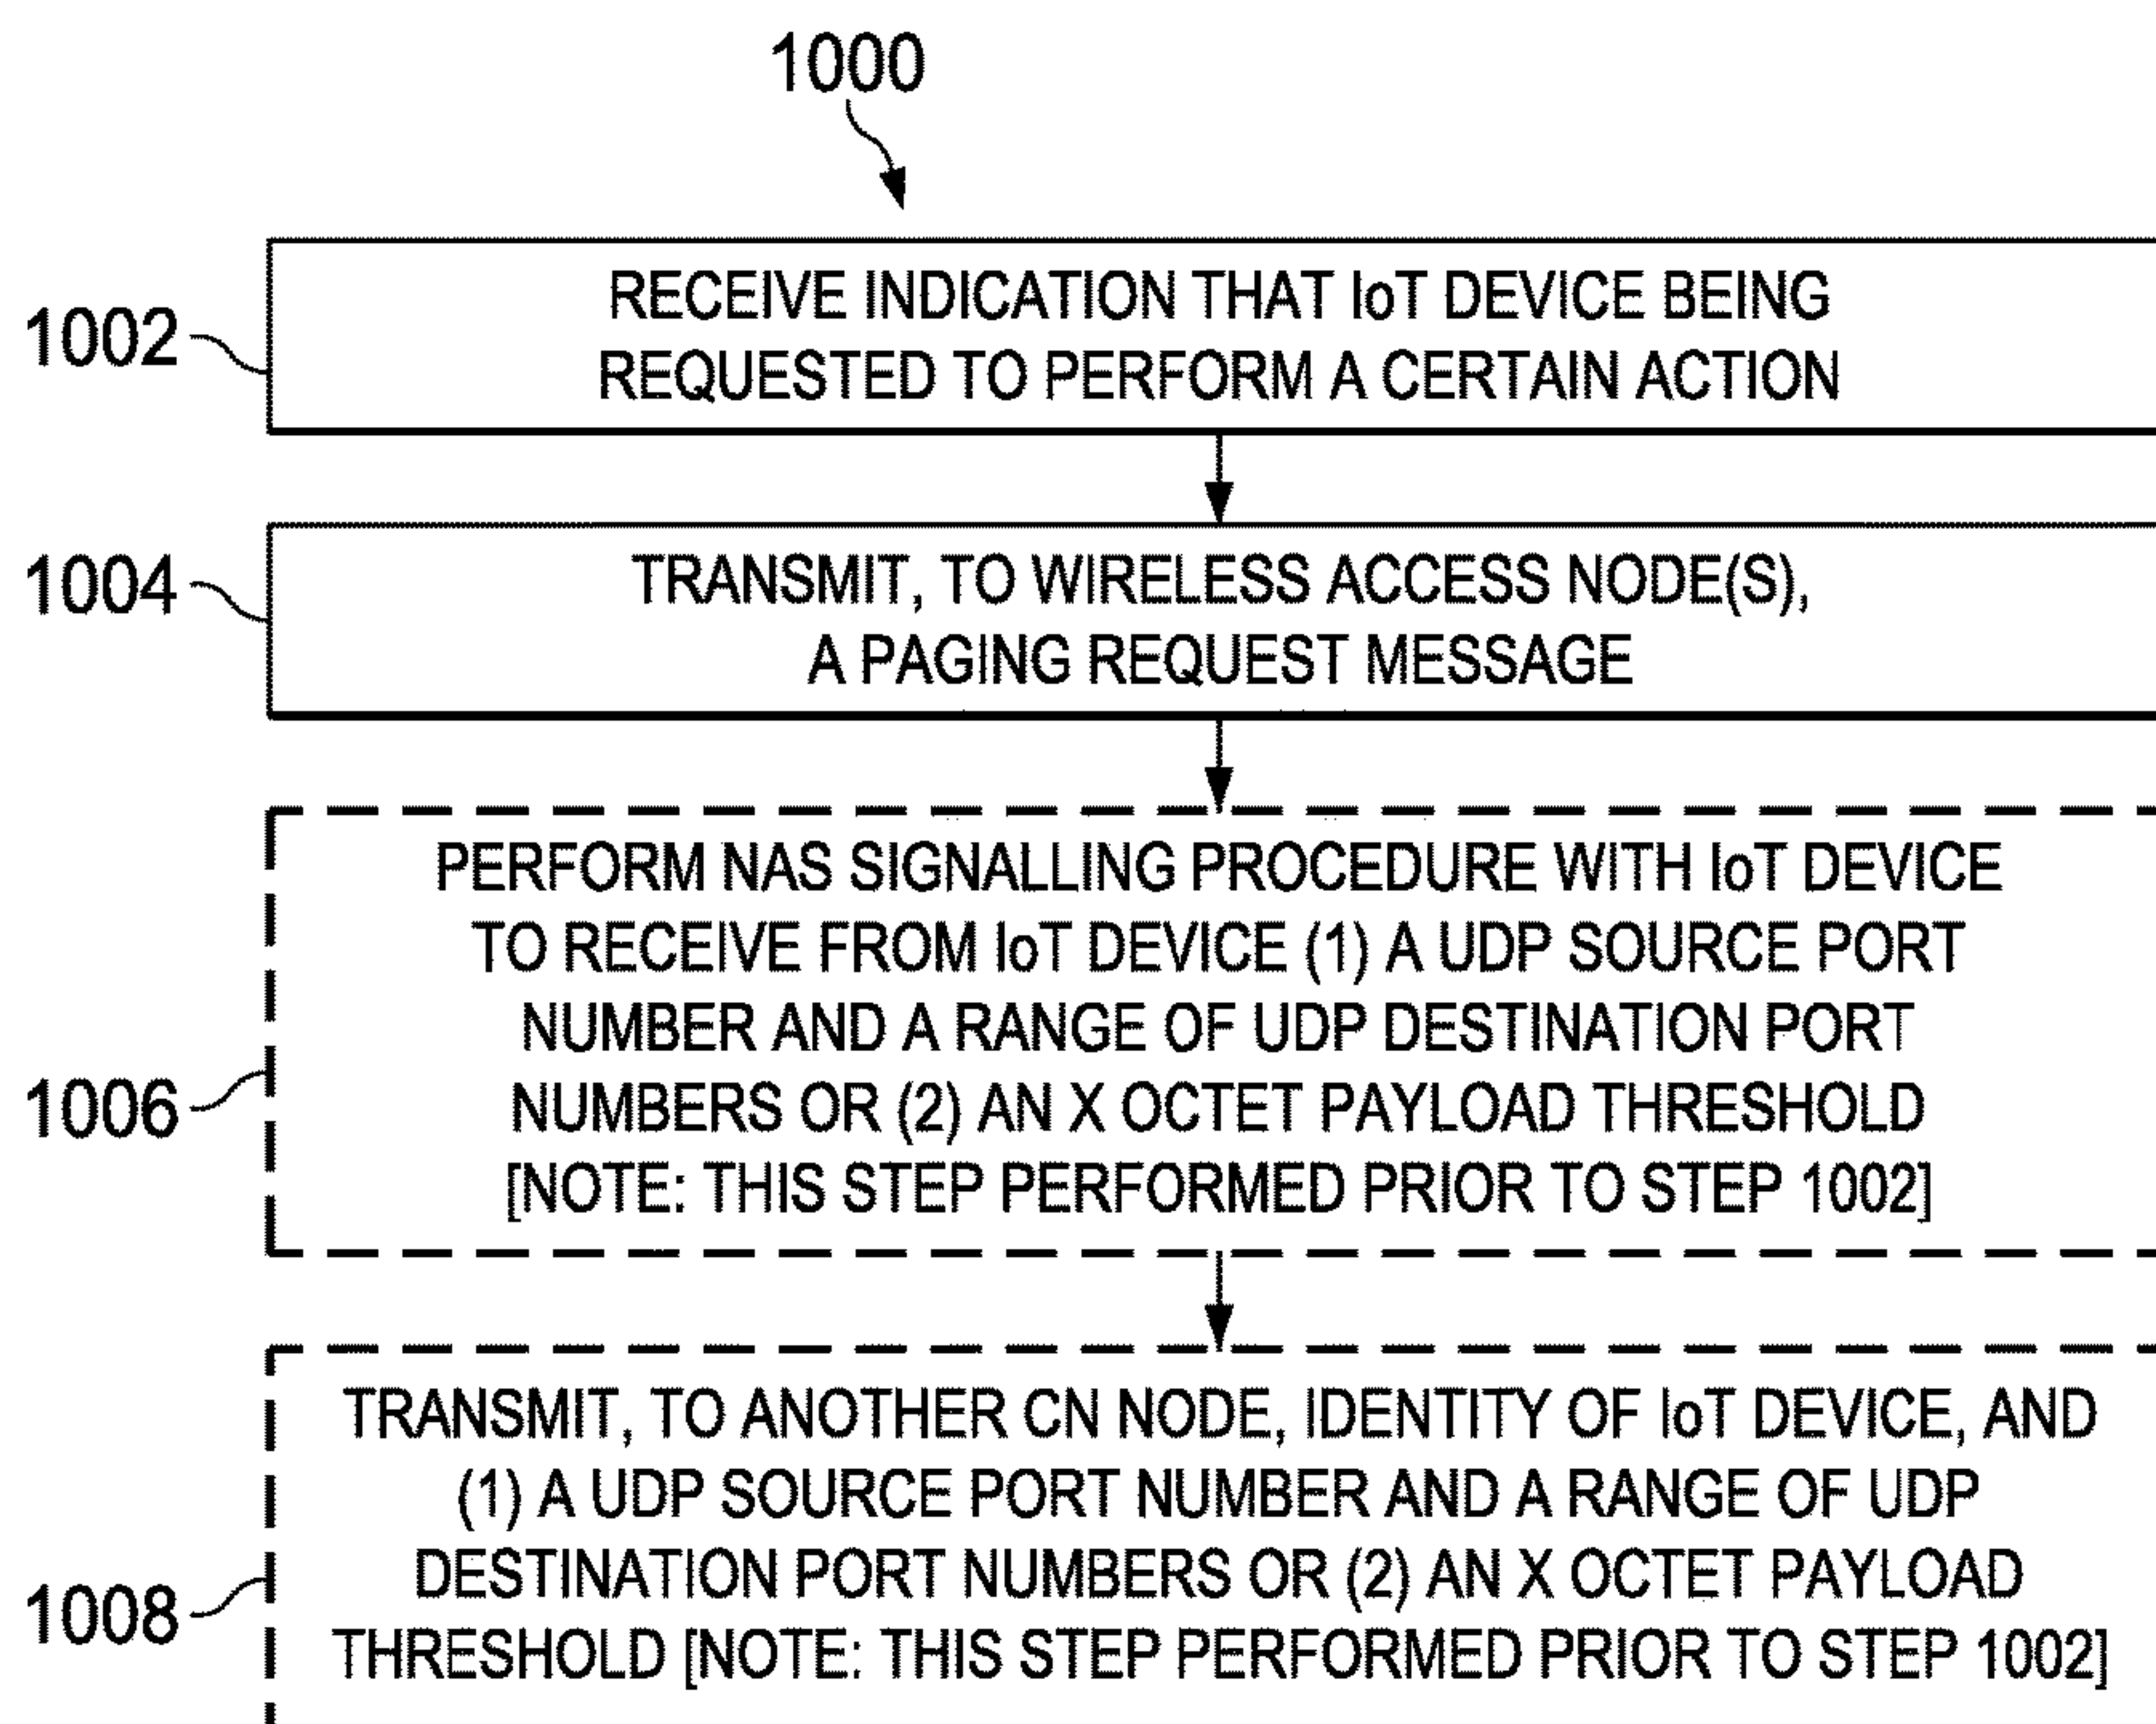 1000
1002
RECEIVE INDICATION THAT IoT DEVICE BEING
REQUESTED TO PERFORM A CERTAIN ACTION
1004
TRANSMIT, TO WIRELESS ACCESS NODE(S),
A PAGING REQUEST MESSAGE
1006
PERFORM NAS SIGNALLING PROCEDURE WITH IoT DEVICE
TO RECEIVE FROM IoT DEVICE (1) A UDP SOURCE PORT
NUMBER AND A RANGE OF UDP DESTINATION PORT
NUMBERS OR (2) AN X OCTET PAYLOAD THRESHOLD
[NOTE: THIS STEP PERFORMED PRIOR TO STEP 1002]
1008
TRANSMIT, TO ANOTHER CN NODE, IDENTITY OF IoT DEVICE, AND
(1) A UDP SOURCE PORT NUMBER AND A RANGE OF UDP
DESTINATION PORT NUMBERS OR (2) AN X OCTET PAYLOAD
THRESHOLD [NOTE: THIS STEP PERFORMED PRIOR TO STEP 1002]